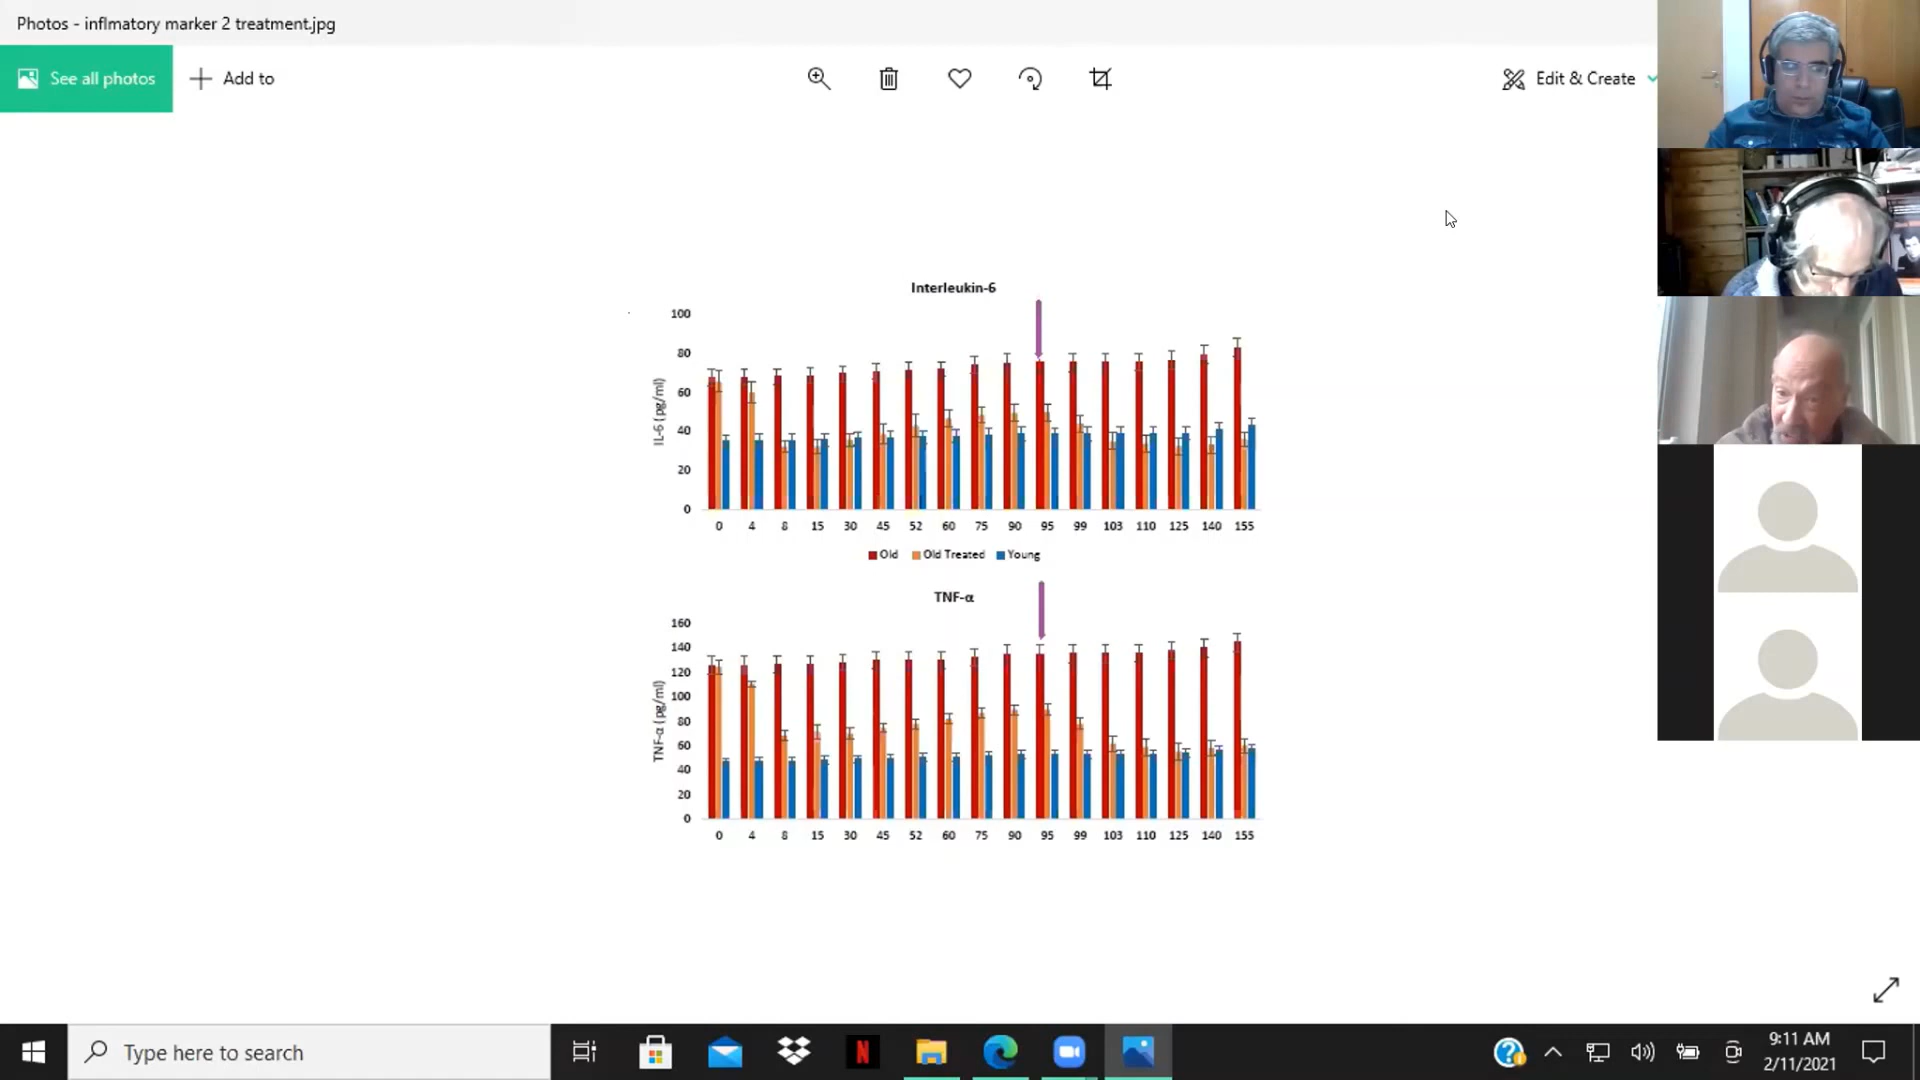 Photos - inflmatory marker 2 treatment.jpg
See all photos
Add to
Edit & Create
Interleukin-6
100
80
60
40
20
0
IL-6 (pg/ml)
0 4 8 15 30 45 52 60 75 90 95 99 103 110 125 140 155
Old Old Treated Young
TNF-α
160
140
120
100
80
60
40
20
0
TNF-α (pg/ml)
0 4 8 15 30 45 52 60 75 90 95 99 103 110 125 140 155
Type here to search
N
?
9:11 AM
2/11/2021